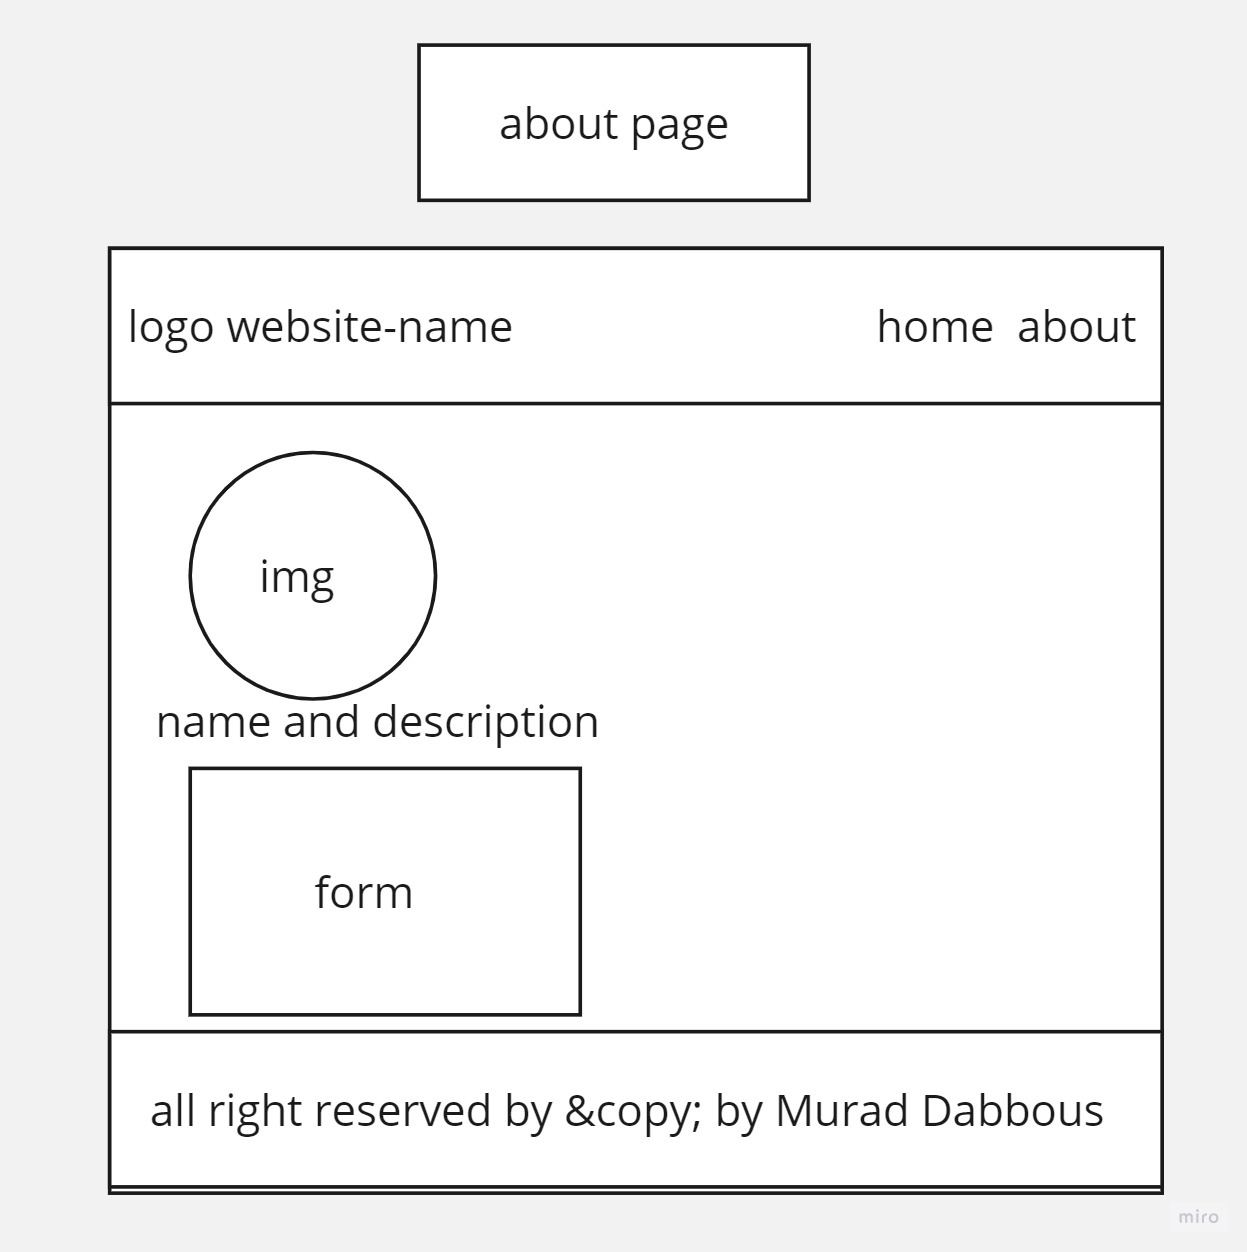 about page
logo website-name
home about
img
name and description
form
all right reserved by &copy; by Murad Dabbous
miro